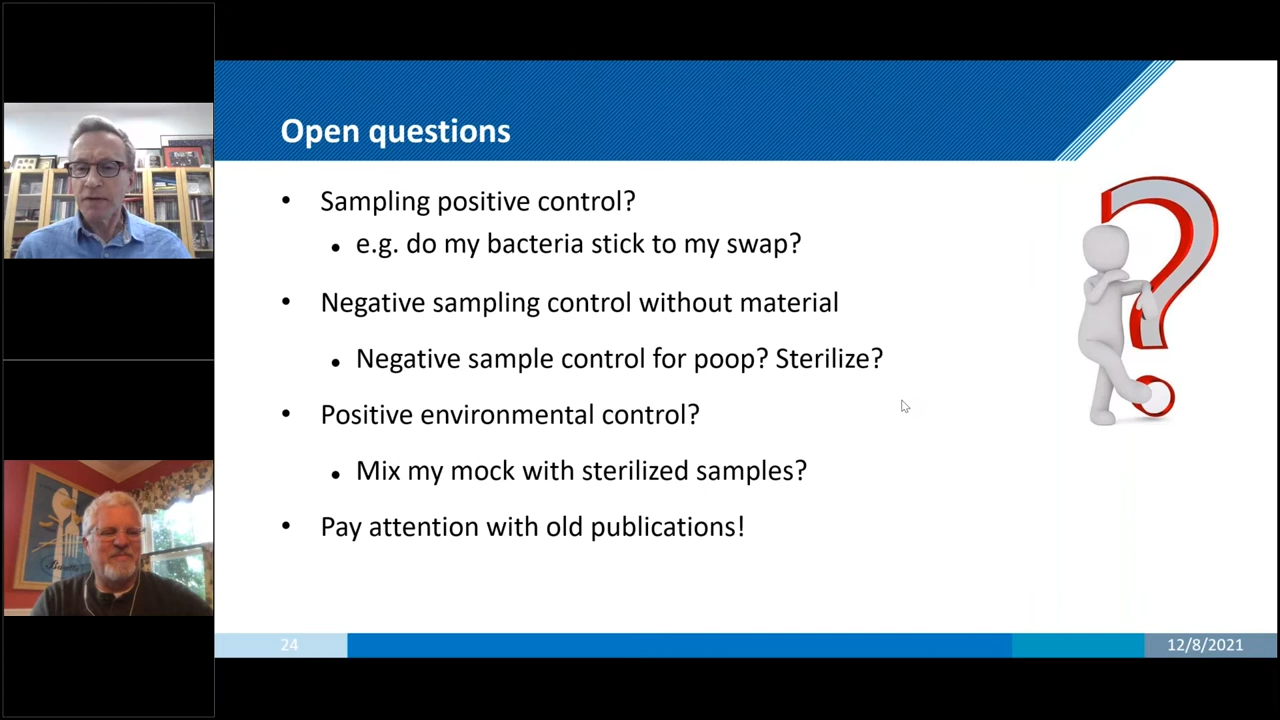 Open questions
• Sampling positive control?
• e.g. do my bacteria stick to my swap?
• Negative sampling control without material
• Negative sample control for poop? Sterilize?
• Positive environmental control?
• Mix my mock with sterilized samples?
• Pay attention with old publications!
24
12/8/2021